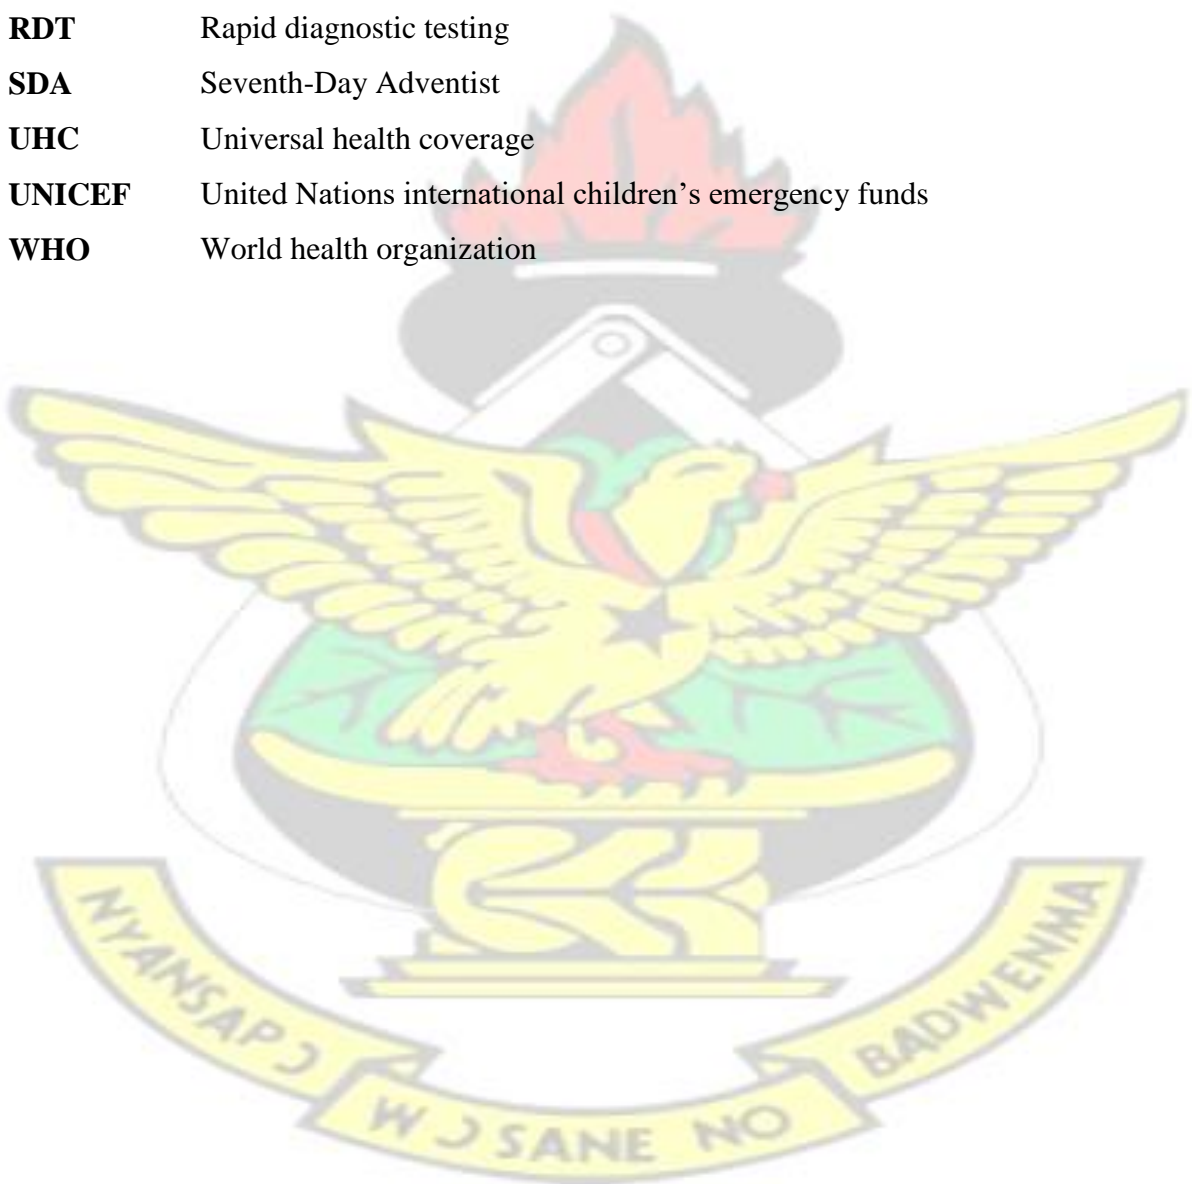 RDT Rapid diagnostic testing
SDA Seventh-Day Adventist
UHC Universal health coverage
UNICEF United Nations international children’s emergency funds
WHO World health organization
NYANSAPƆ WƆSANE NO BADWENMA